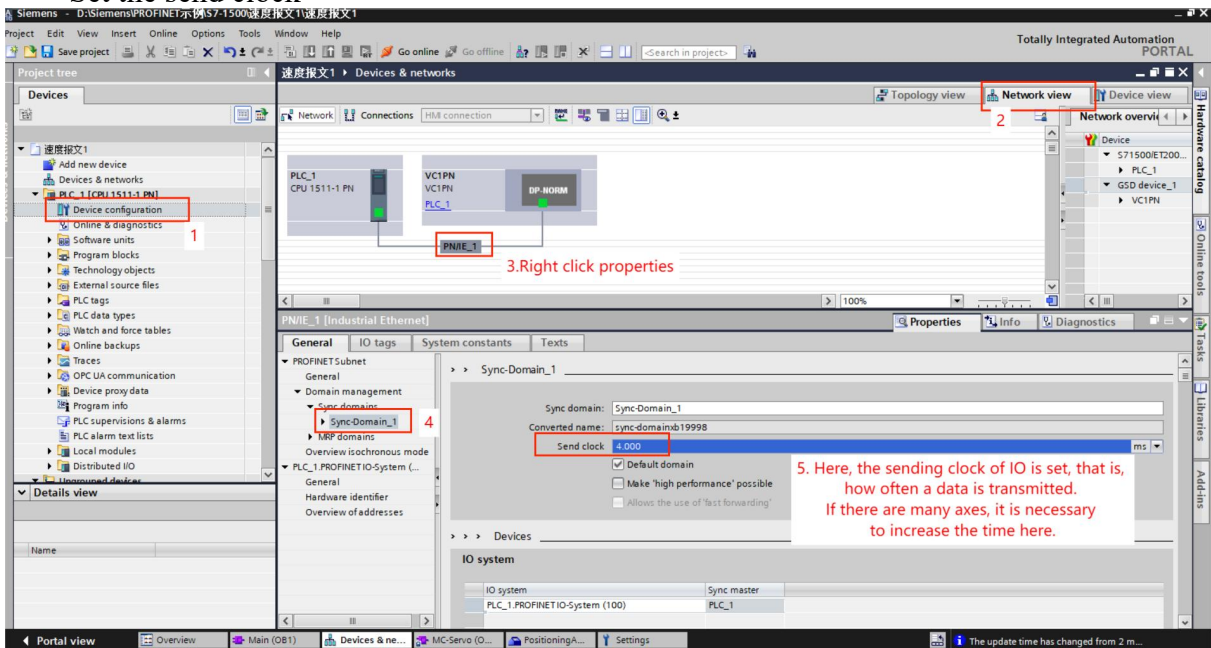 Set the send clock
Siemens - D:\Siemens\PROFINET示例\S7-1500\速度报文1\速度报文1
Project Edit View Insert Online Options Tools Window Help
Totally Integrated Automation
PORTAL
Save project
Go online
Go offline
<Search in project>
Project tree
速度报文1 ▸ Devices & networks
Devices
Topology view
Network view
Device view
2
Network
Connections
HMI connection
Network overvie
Device
S71500/ET200...
PLC_1
GSD device_1
VC1PN
速度报文1
Add new device
Devices & networks
PLC_1 [CPU 1511-1 PN]
Device configuration
1
Online & diagnostics
Software units
Program blocks
Technology objects
External source files
PLC tags
PLC data types
Watch and force tables
Online backups
Traces
OPC UA communication
Device proxy data
Program info
PLC supervisions & alarms
PLC alarm text lists
Local modules
Distributed I/O
Ungrouped devices
Details view
Name
PLC_1
CPU 1511-1 PN
VC1PN
VC1PN
PLC_1
DP-NORM
PN/IE_1
3.Right click properties
100%
PN/IE_1 [Industrial Ethernet]
Properties
Info
Diagnostics
General
IO tags
System constants
Texts
PROFINET Subnet
General
Domain management
Sync domains
Sync-Domain_1
4
MRP domains
Overview isochronous mode
PLC_1.PROFINET IO-System (...
General
Hardware identifier
Overview of addresses
> > Sync-Domain_1
Sync domain: Sync-Domain_1
Converted name: sync-domainxb19998
Send clock 4.000 ms
Default domain
Make 'high performance' possible
Allows the use of 'fast forwarding'
5. Here, the sending clock of IO is set, that is,
how often a data is transmitted.
If there are many axes, it is necessary
to increase the time here.
> > > Devices
IO system
IO system Sync master
PLC_1.PROFINET IO-System (100) PLC_1
Hardware catalog
Online tools
Tasks
Libraries
Add-ins
Portal view
Overview
Main (OB1)
Devices & ne...
MC-Servo (O...
PositioningA...
Settings
The update time has changed from 2 m...